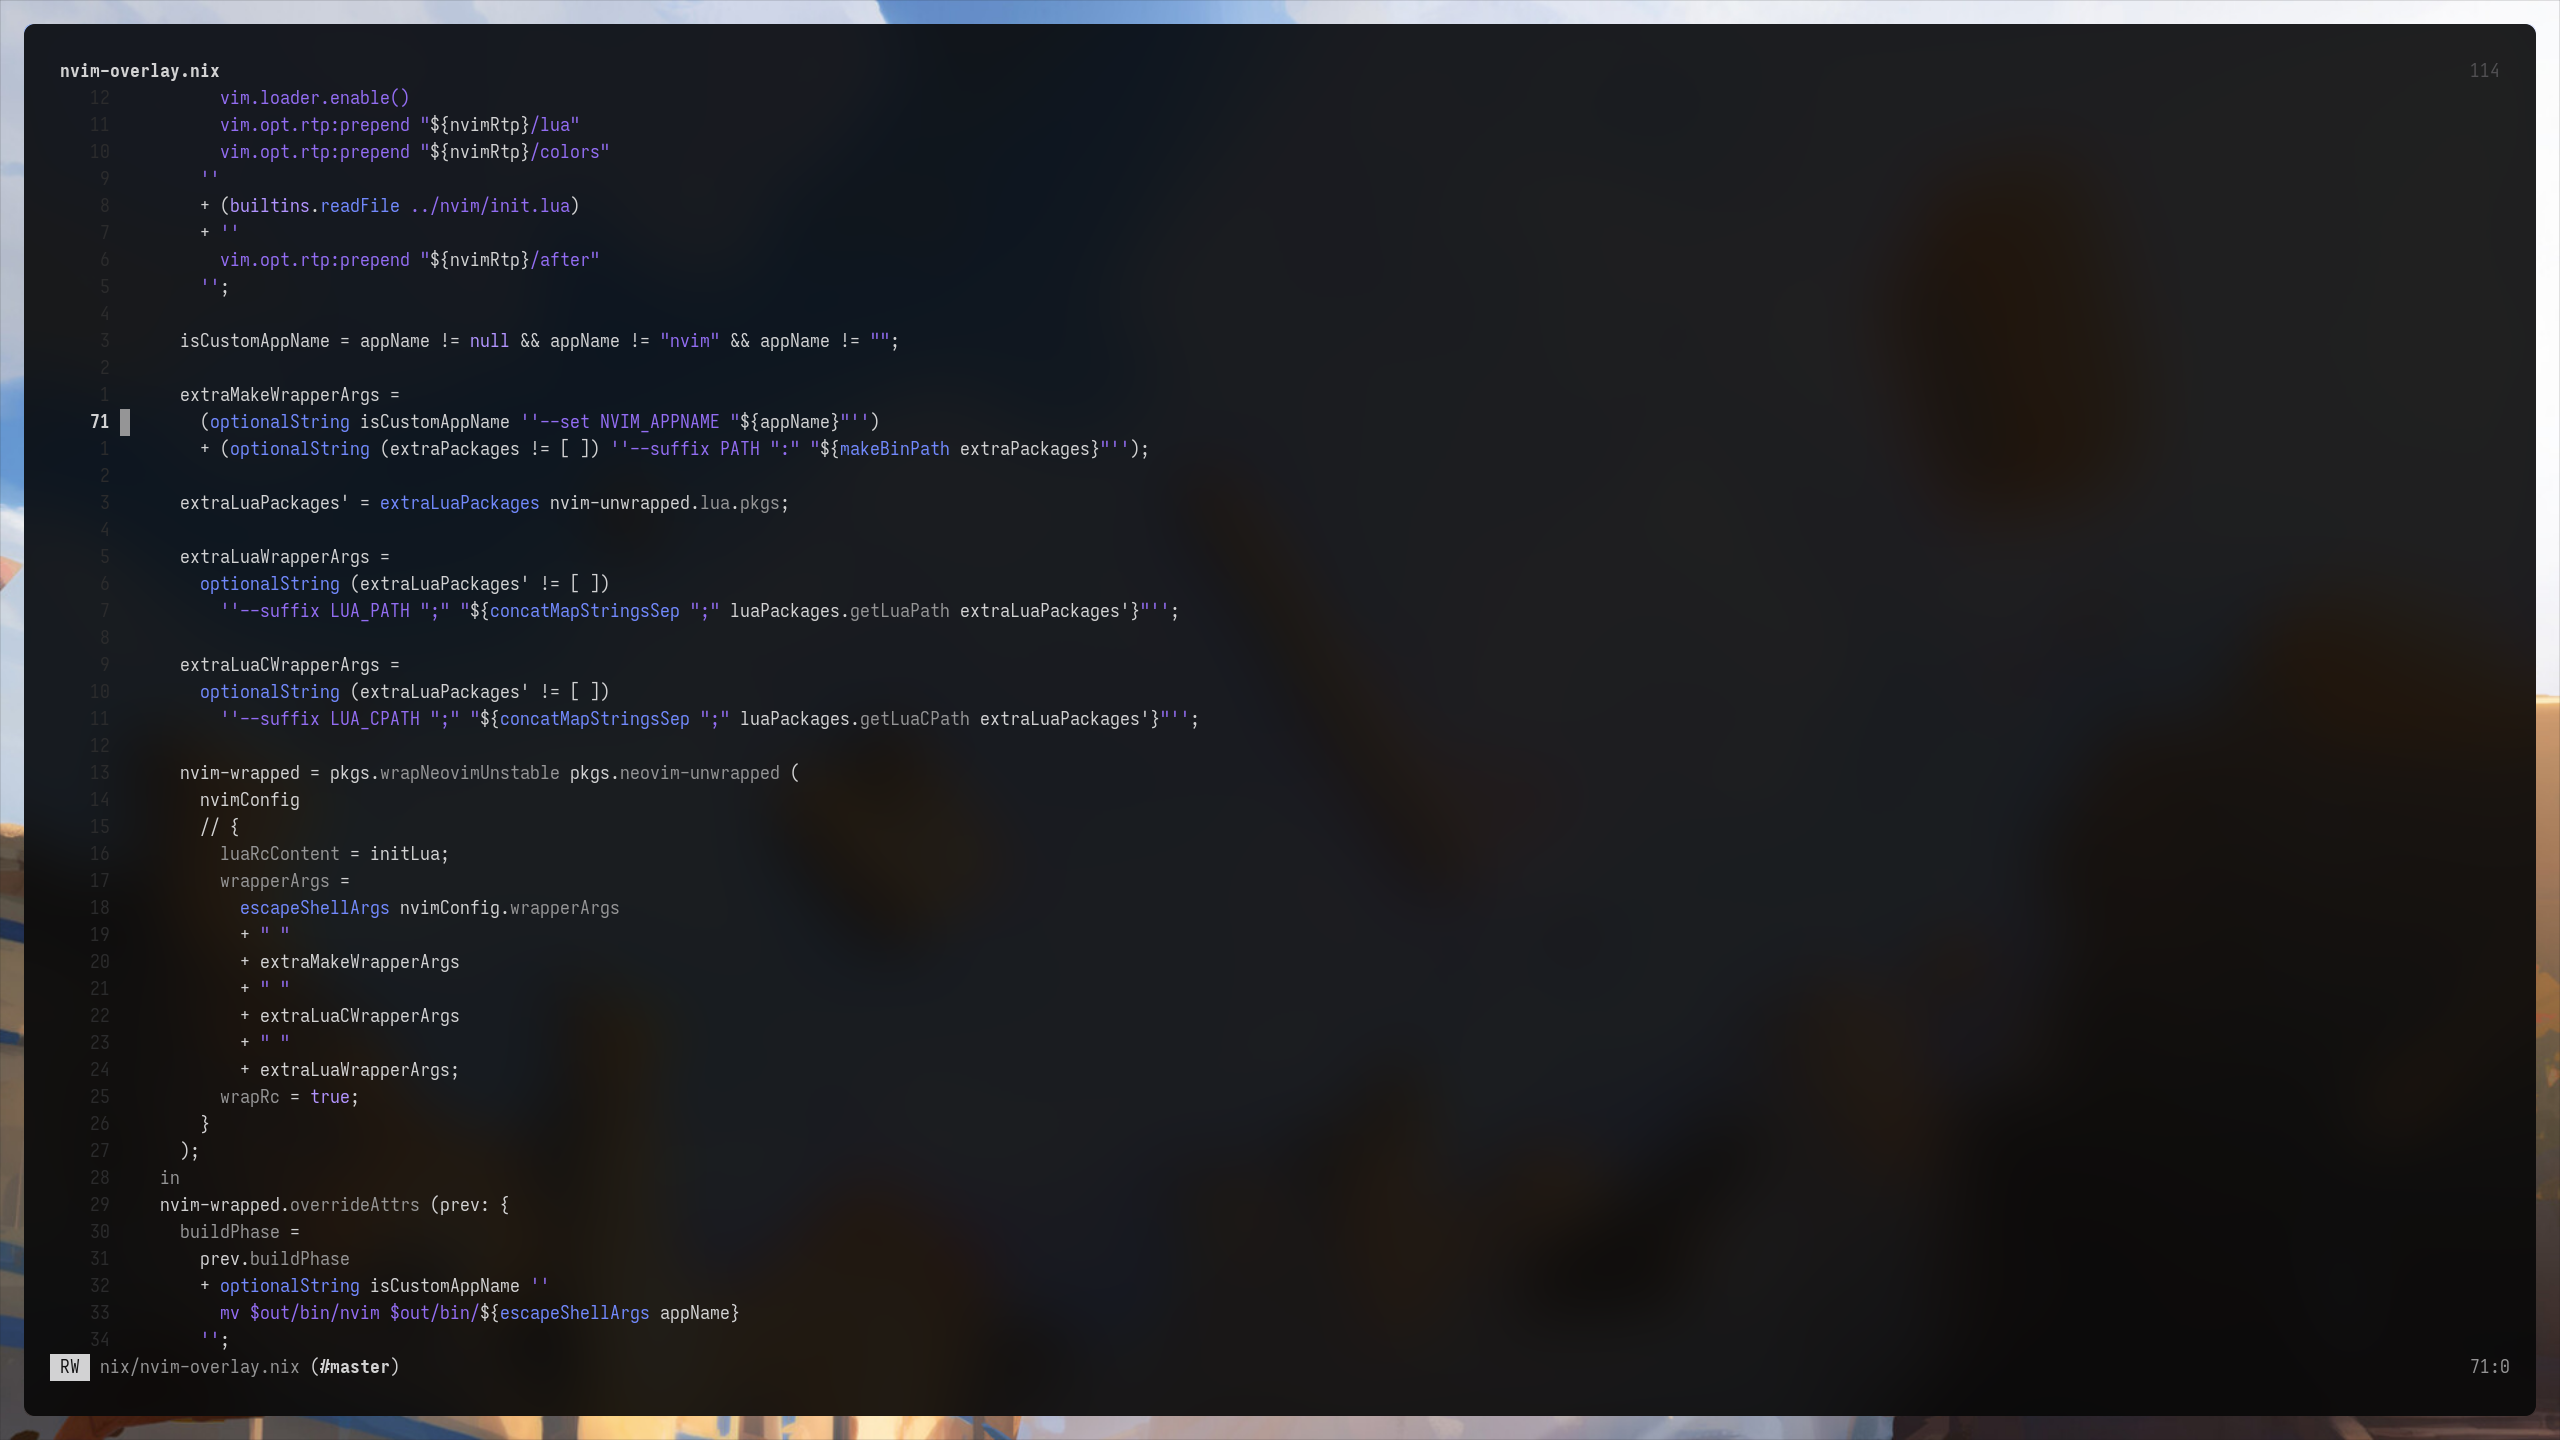 nvim-overlay.nix 114
12 vim.loader.enable()
11 vim.opt.rtp:prepend "${nvimRtp}/lua"
10 vim.opt.rtp:prepend "${nvimRtp}/colors"
9 ''
8 + (builtins.readFile ../nvim/init.lua)
7 + ''
6 vim.opt.rtp:prepend "${nvimRtp}/after"
5 '';
4
3 isCustomAppName = appName != null && appName != "nvim" && appName != "";
2
1 extraMakeWrapperArgs =
71 (optionalString isCustomAppName ''--set NVIM_APPNAME "${appName}"'')
1 + (optionalString (extraPackages != [ ]) ''--suffix PATH ":" "${makeBinPath extraPackages}"'');
2
3 extraLuaPackages' = extraLuaPackages nvim-unwrapped.lua.pkgs;
4
5 extraLuaWrapperArgs =
6 optionalString (extraLuaPackages' != [ ])
7 ''--suffix LUA_PATH ";" "${concatMapStringsSep ";" luaPackages.getLuaPath extraLuaPackages'}"'';
8
9 extraLuaCWrapperArgs =
10 optionalString (extraLuaPackages' != [ ])
11 ''--suffix LUA_CPATH ";" "${concatMapStringsSep ";" luaPackages.getLuaCPath extraLuaPackages'}"'';
12
13 nvim-wrapped = pkgs.wrapNeovimUnstable pkgs.neovim-unwrapped (
14 nvimConfig
15 // {
16 luaRcContent = initLua;
17 wrapperArgs =
18 escapeShellArgs nvimConfig.wrapperArgs
19 + " "
20 + extraMakeWrapperArgs
21 + " "
22 + extraLuaCWrapperArgs
23 + " "
24 + extraLuaWrapperArgs;
25 wrapRc = true;
26 }
27 );
28 in
29 nvim-wrapped.overrideAttrs (prev: {
30 buildPhase =
31 prev.buildPhase
32 + optionalString isCustomAppName ''
33 mv $out/bin/nvim $out/bin/${escapeShellArgs appName}
34 '';
RW nix/nvim-overlay.nix (#master) 71:0